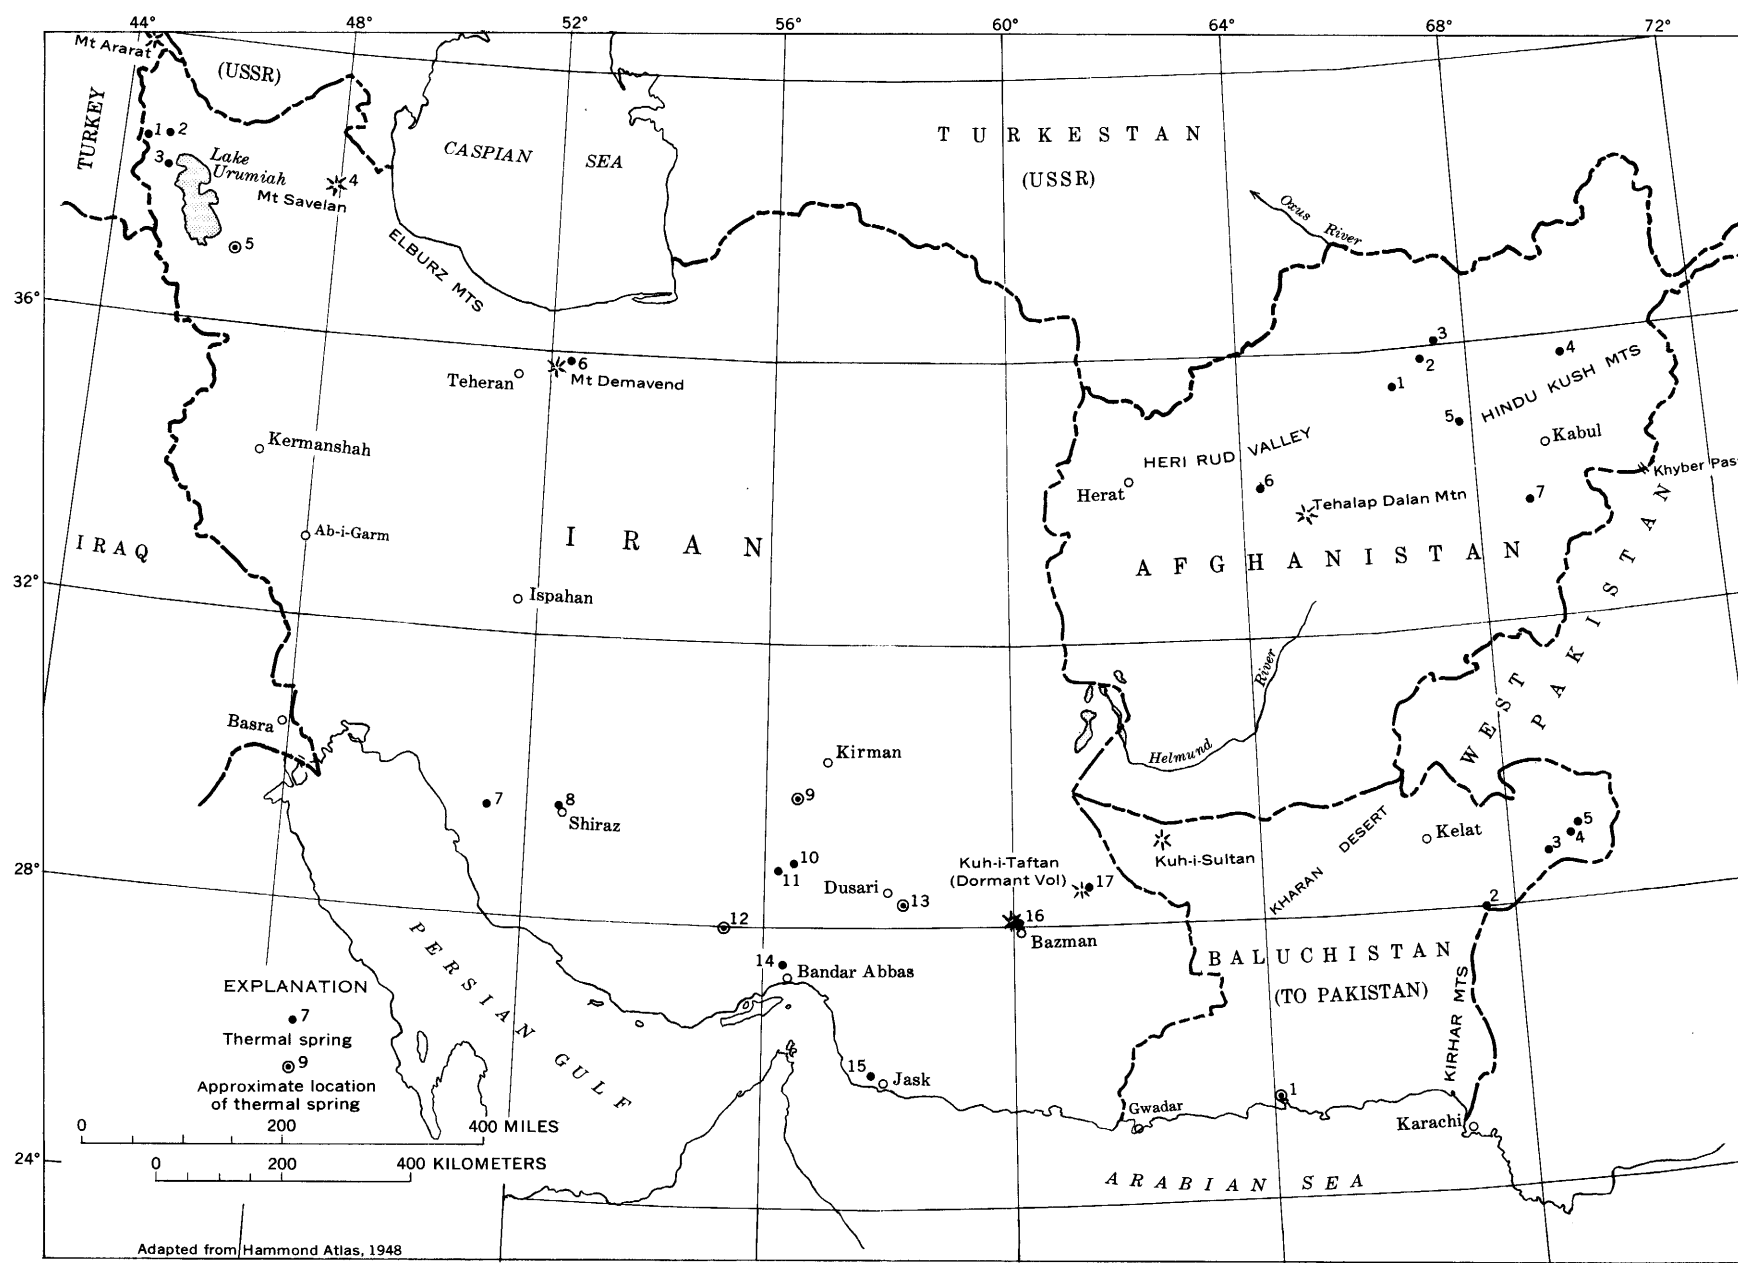 44° 48° 52° 56° 60° 64° 68° 72°
Mt Ararat
(USSR)
TURKEY
1 2
3
Lake
Urumiah
4
Mt Savelan
5
CASPIAN SEA
ELBURZ MTS
TURKESTAN
(USSR)
Oxus River
36°
6
Teheran
Mt Demavend
Kermanshah
Ab-i-Garm
IRAQ
IRAN
32°
Ispahan
3
2
4
1
HINDU KUSH MTS
5
Kabul
HERI RUD VALLEY
Khyber Pass
Herat
6
Tehalap Dalan Mtn
7
AFGHANISTAN
WEST
PAKISTAN
River
Helmund
Basra
Kirman
7
8
Shiraz
9
10
11
28°
Dusari
13
12
Kuh-i-Taftan
(Dormant Vol)
17
16
Bazman
Kuh-i-Sultan
KHARAN DESERT
Kelat
5
4
3
2
14
Bandar Abbas
BALUCHISTAN
(TO PAKISTAN)
KIRHAR MTS
PERSIAN GULF
15
Jask
Gwadar
1
Karachi
ARABIAN SEA
EXPLANATION
7
Thermal spring
9
Approximate location
of thermal spring
0 200 400 MILES
24°
0 200 400 KILOMETERS
Adapted from Hammond Atlas, 1948